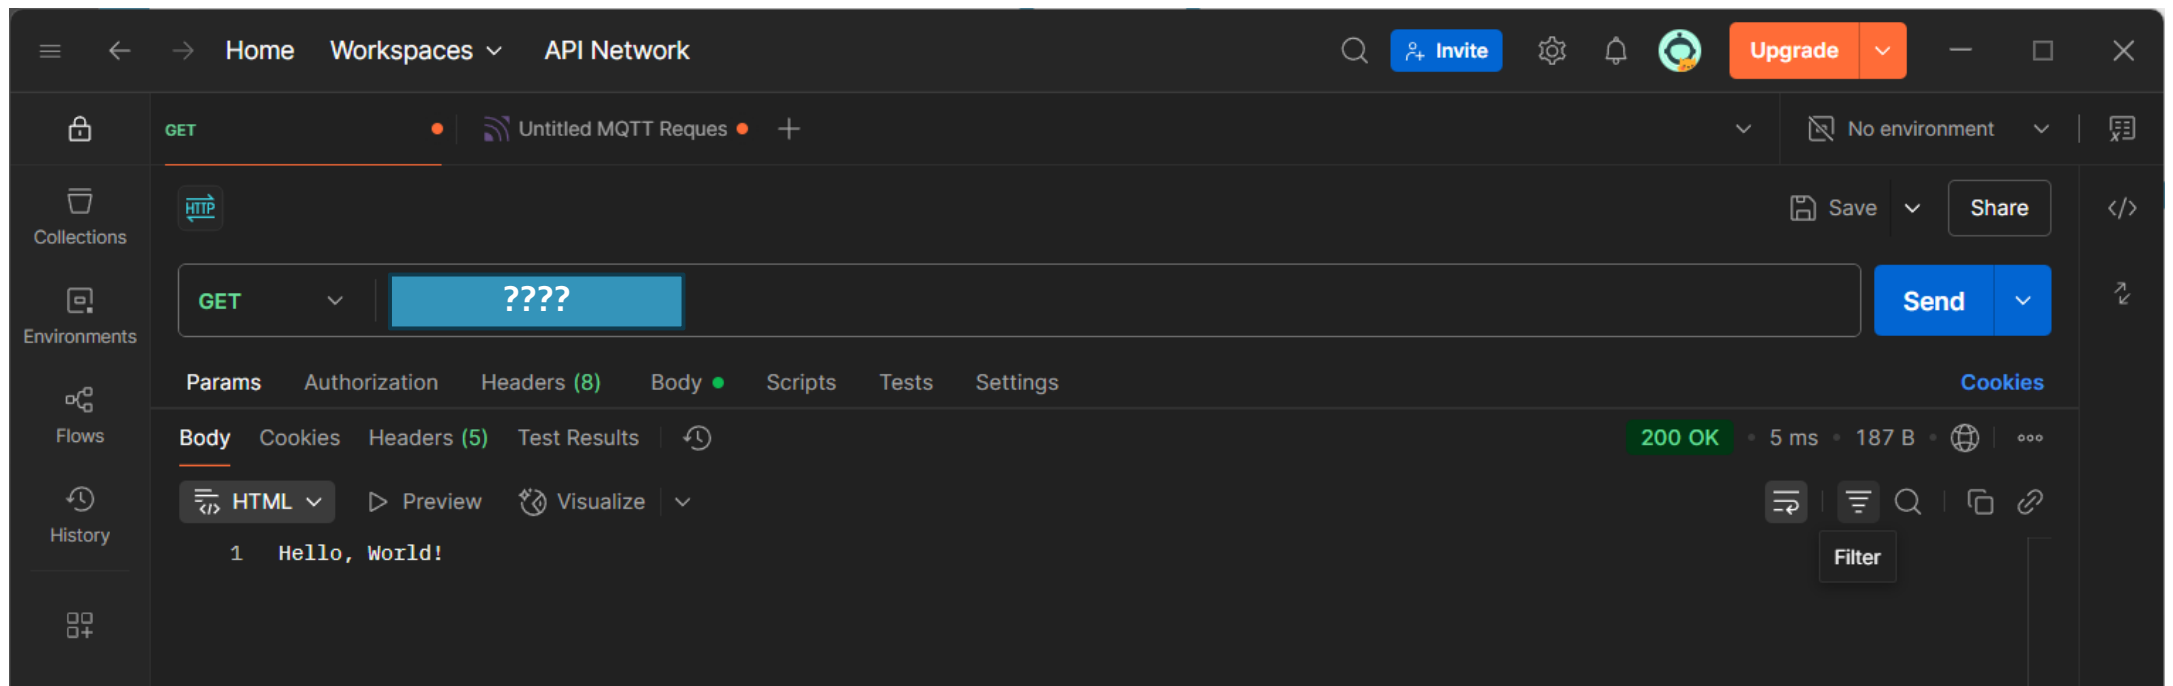 Home Workspaces API Network Invite Upgrade
GET Untitled MQTT Reques No environment
HTTP Save Share
Collections
GET ???? Send
Environments
Params Authorization Headers (8) Body Scripts Tests Settings Cookies
Flows
Body Cookies Headers (5) Test Results 200 OK 5 ms 187 B
HTML Preview Visualize
History
1 Hello, World!
Filter